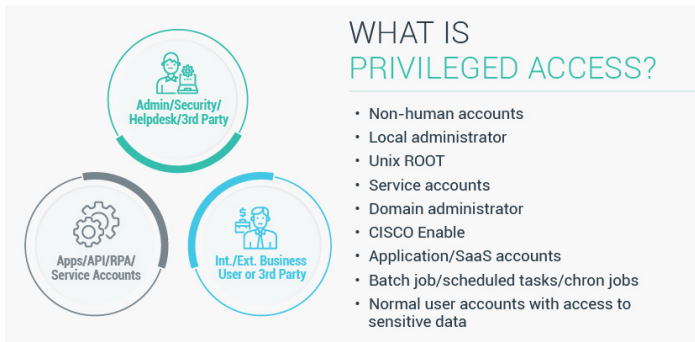 WHAT IS
PRIVILEGED ACCESS?
Admin/Security/
Helpdesk/3rd Party
Apps/API/RPA/
Service Accounts
Int./Ext. Business
User or 3rd Party
• Non-human accounts
• Local administrator
• Unix ROOT
• Service accounts
• Domain administrator
• CISCO Enable
• Application/SaaS accounts
• Batch job/scheduled tasks/chron jobs
• Normal user accounts with access to
sensitive data